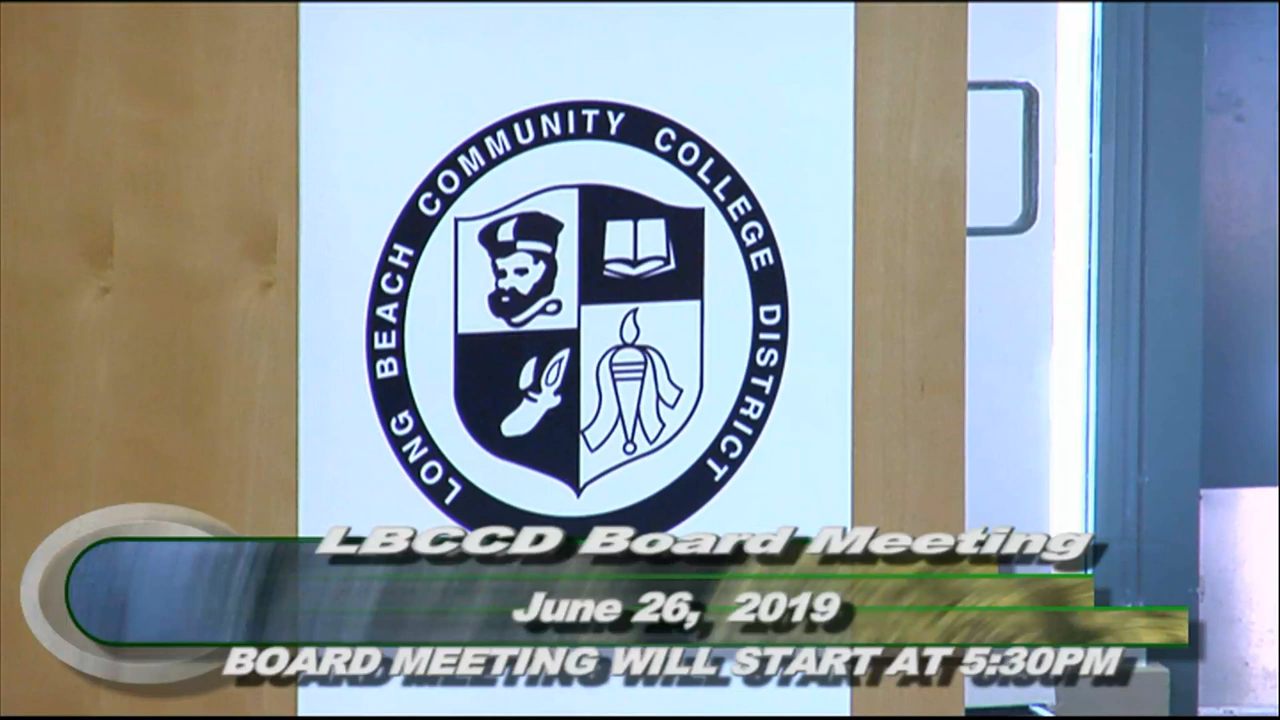 LONG BEACH COMMUNITY COLLEGE DISTRICT
LBCCD Board Meeting
June 26, 2019
BOARD MEETING WILL START AT 5:30PM